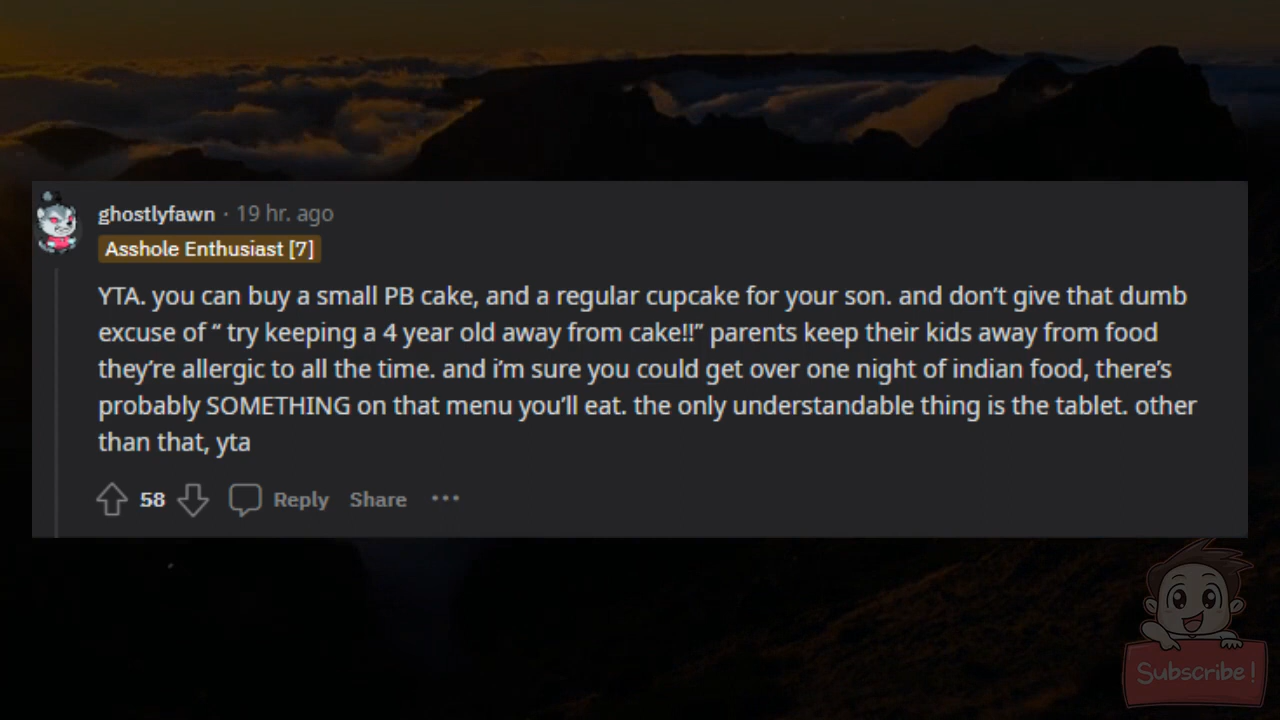 ghostlyfawn · 19 hr. ago
Asshole Enthusiast [7]
YTA. you can buy a small PB cake, and a regular cupcake for your son. and don’t give that dumb
excuse of “ try keeping a 4 year old away from cake!!” parents keep their kids away from food
they’re allergic to all the time. and i’m sure you could get over one night of indian food, there’s
probably SOMETHING on that menu you’ll eat. the only understandable thing is the tablet. other
than that, yta
58 Reply Share ···
Subscribe!